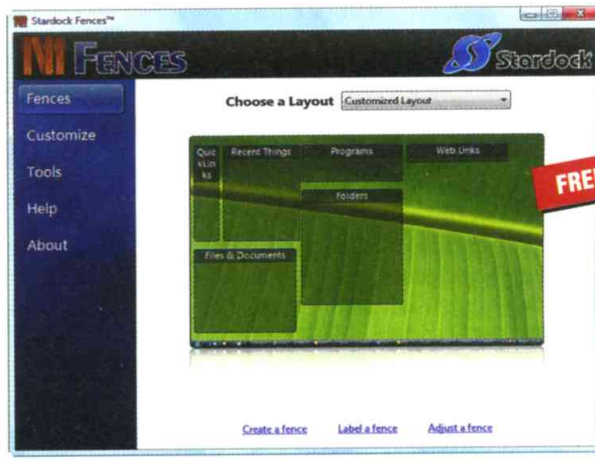 Stardock Fences™
FENCES
Stardock
Fences
Customize
Tools
Help
About
Choose a Layout Customized Layout
Quic
kLin
ks
Recent Things
Programs
Web Links
Folders
Files & Documents
FREE
Create a fence Label a fence Adjust a fence